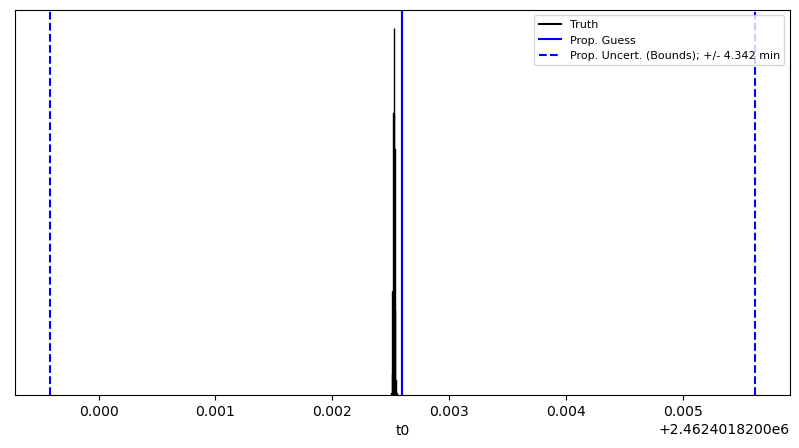 Truth
Prop. Guess
Prop. Uncert. (Bounds); +/- 4.342 min
0.000 0.001 0.002 0.003 0.004 0.005
t0
+2.4624018200e6